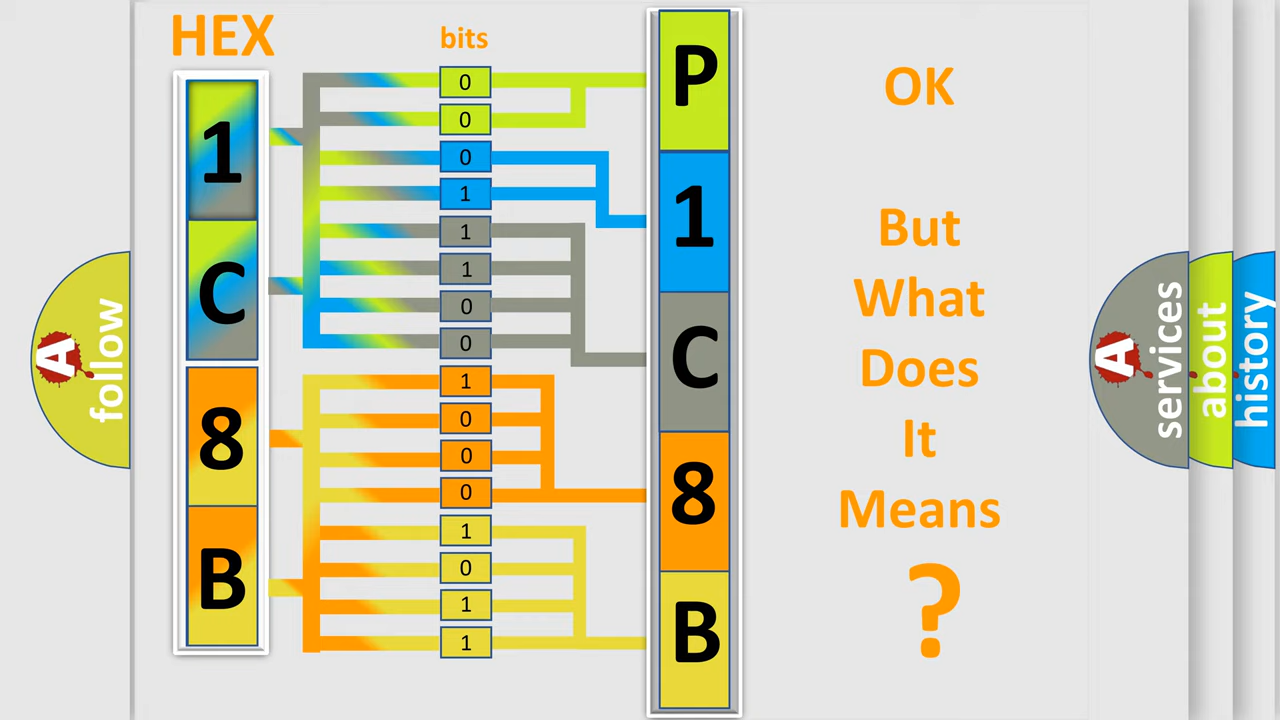 HEX
bits
1
C
8
B
0
0
0
1
1
1
0
0
1
0
0
0
1
0
1
1
P
1
C
8
B
OK
But
What
Does
It
Means
?
A
follow
A
services
about
history